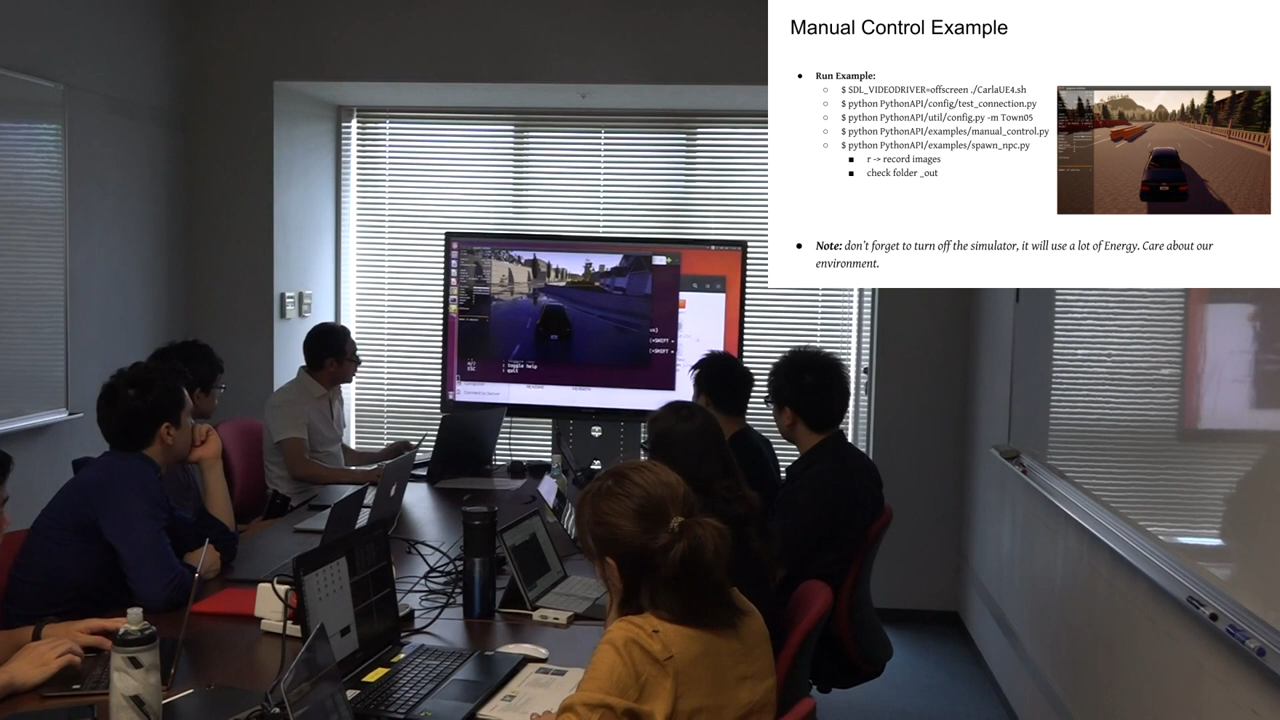 Manual Control Example
● Run Example:
○ $ SDL_VIDEODRIVER=offscreen ./CarlaUE4.sh
○ $ python PythonAPI/config/test_connection.py
○ $ python PythonAPI/util/config.py -m Town05
○ $ python PythonAPI/examples/manual_control.py
○ $ python PythonAPI/examples/spawn_npc.py
■ r -> record images
■ check folder _out
● Note: don't forget to turn off the simulator, it will use a lot of Energy. Care about our
environment.
: toggle help
ESC : quit